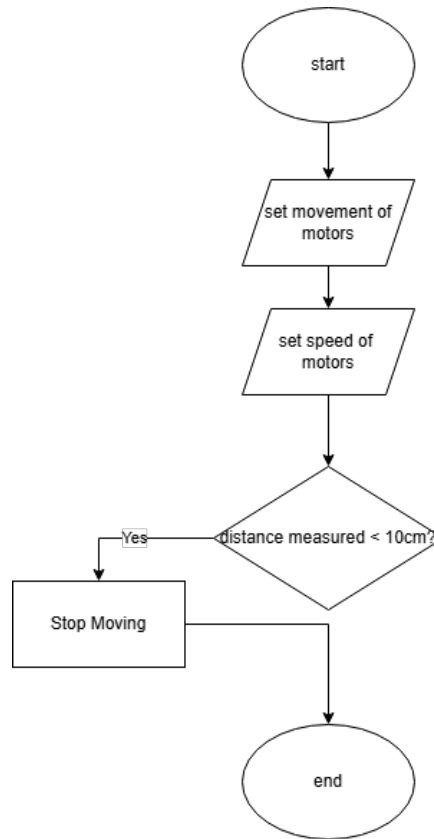 start
set movement of
motors
set speed of
motors
distance measured < 10cm?
Yes
Stop Moving
end